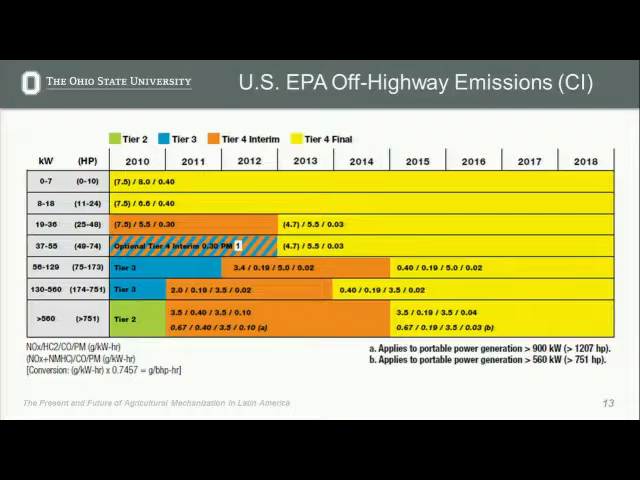 THE OHIO STATE UNIVERSITY
U.S. EPA Off-Highway Emissions (CI)
Tier 2 Tier 3 Tier 4 Interim Tier 4 Final
kW (HP) 2010 2011 2012 2013 2014 2015 2016 2017 2018
0-7 (0-10) (7.5) / 8.0 / 0.40
8-18 (11-24) (7.5) / 6.6 / 0.40
19-36 (25-48) (7.5) / 5.5 / 0.30 (4.7) / 5.5 / 0.03
37-55 (49-74) Optional Tier 4 Interim 0.30 PM 1 (4.7) / 5.5 / 0.03
56-129 (75-173) Tier 3 3.4 / 0.19 / 5.0 / 0.02 0.40 / 0.19 / 5.0 / 0.02
130-560 (174-751) Tier 3 2.0 / 0.19 / 3.5 / 0.02 0.40 / 0.19 / 3.5 / 0.02
>560 (>751) Tier 2 3.5 / 0.40 / 3.5 / 0.10 3.5 / 0.19 / 3.5 / 0.04
0.67 / 0.40 / 3.5 / 0.10 (a) 0.67 / 0.19 / 3.5 / 0.03 (b)
NOx/HC2/CO/PM (g/kW-hr)
(NOx+NMHC)/CO/PM (g/kW-hr)
[Conversion: (g/kW-hr) x 0.7457 = g/bhp-hr]
a. Applies to portable power generation > 900 kW (> 1207 hp).
b. Applies to portable power generation > 560 kW (> 751 hp).
The Present and Future of Agricultural Mechanization in Latin America
13